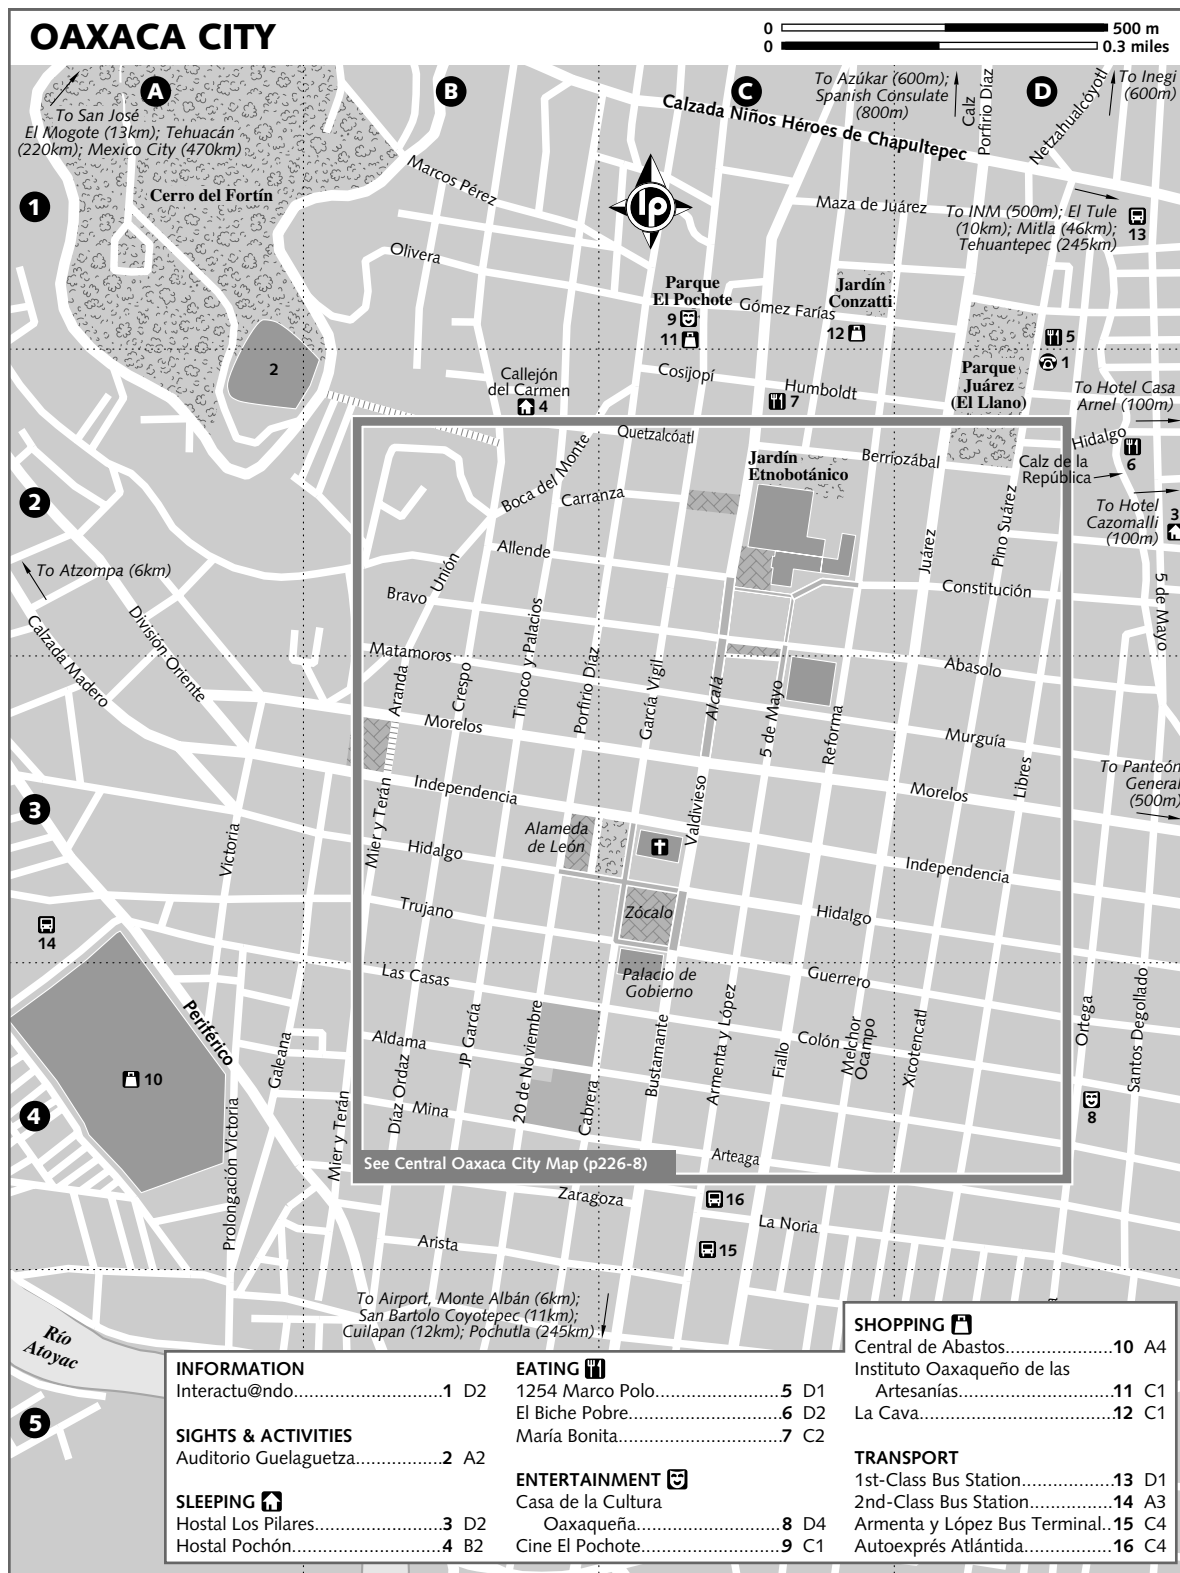 OAXACA CITY
0 500 m
0 0.3 miles
A
B
C
D
To San José
El Mogote (13km); Tehuacán
(220km); Mexico City (470km)
To Azúkar (600m);
Spanish Consulate
(800m)
Calz
Porfirio Díaz
Netzahualcóyotl
To Inegi
(600m)
Calzada Niños Héroes de Chapultepec
Marcos Pérez
Cerro del Fortín
1
lp
Maza de Juárez
To INM (500m); El Tule
(10km); Mitla (46km);
Tehuantepec (245km)
13
Olivera
Parque
El Pochote
9
11
Gómez Farías
Jardín
Conzatti
12
5
1
2
Callejón
del Carmen
4
Cosijopí
Humboldt
7
Parque
Juárez
(El Llano)
To Hotel Casa
Arnel (100m)
Quetzalcóatl
Hidalgo
6
Boca del Monte
Jardín
Etnobotánico
Berriozábal
Calz de la
República
2
Carranza
To Hotel
Cazomalli
(100m)
3
Allende
Juárez
Pino Suárez
To Atzompa (6km)
Unión
Bravo
Constitución
5 de Mayo
Calzada Madero
División Oriente
Matamoros
Aranda
Crespo
Tinoco y Palacios
Porfirio Díaz
García Vigil
Alcalá
5 de Mayo
Reforma
Abasolo
Morelos
Murguía
Libres
To Panteón
General
(500m)
3
Independencia
Mier y Terán
Valdivieso
Morelos
Victoria
Alameda
de León
Hidalgo
Independencia
Trujano
Zócalo
Hidalgo
14
Las Casas
Palacio de
Gobierno
Guerrero
Periférico
Galeana
Aldama
JP García
20 de Noviembre
Bustamante
Armenta y López
Fiallo
Colón
Melchor
Ocampo
Xicotencatl
Ortega
Santos Degollado
10
4
Prolongación Victoria
Mier y Terán
Díaz Ordaz
Mina
Cabrera
8
Arteaga
See Central Oaxaca City Map (p226-8)
Zaragoza
16
La Noria
Arista
15
To Airport, Monte Albán (6km);
San Bartolo Coyotepec (11km);
Cuilapan (12km); Pochutla (245km)
Río
Atoyac
5
INFORMATION
Interactu@ndo..........................1 D2
SIGHTS & ACTIVITIES
Auditorio Guelaguetza...............2 A2
SLEEPING
Hostal Los Pilares......................3 D2
Hostal Pochón..........................4 B2
EATING
1254 Marco Polo......................5 D1
El Biche Pobre..........................6 D2
María Bonita............................7 C2
ENTERTAINMENT
Casa de la Cultura
Oaxaqueña.........................8 D4
Cine El Pochote........................9 C1
SHOPPING
Central de Abastos..................10 A4
Instituto Oaxaqueño de las
Artesanías..........................11 C1
La Cava..................................12 C1
TRANSPORT
1st-Class Bus Station...............13 D1
2nd-Class Bus Station..............14 A3
Armenta y López Bus Terminal..15 C4
Autoexprés Atlántida...............16 C4